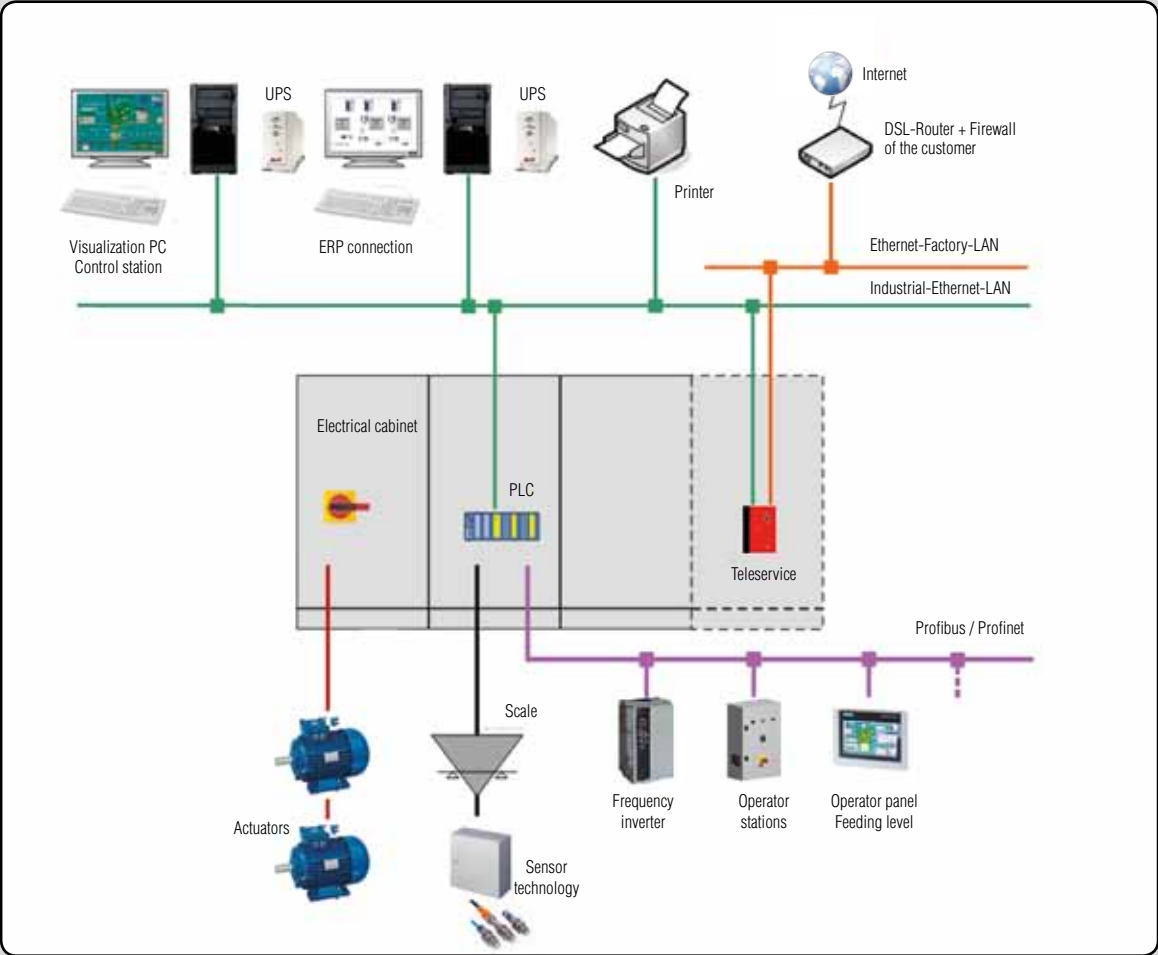 UPS
UPS
Internet
DSL-Router + Firewall
of the customer
Printer
Visualization PC
Control station
ERP connection
Ethernet-Factory-LAN
Industrial-Ethernet-LAN
Electrical cabinet
PLC
Teleservice
Profibus / Profinet
Scale
Frequency
inverter
Operator
stations
Operator panel
Feeding level
Actuators
Sensor
technology